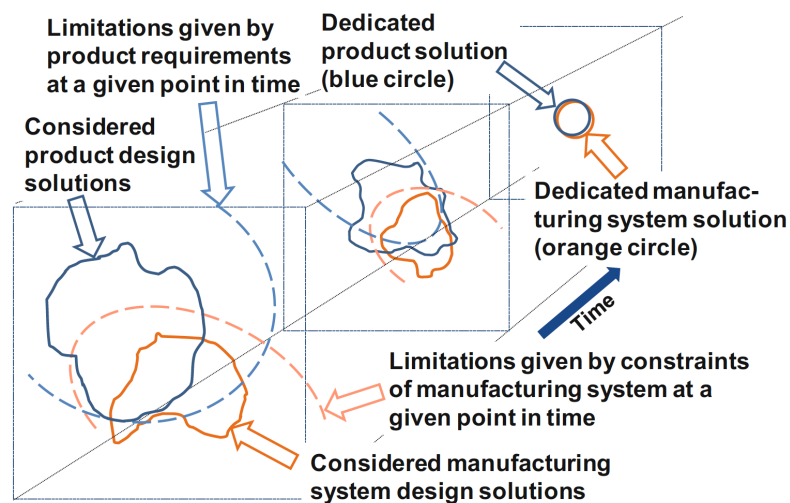 Limitations given by
product requirements
at a given point in time
Dedicated
product solution
(blue circle)
Considered
product design
solutions
Dedicated manufac-
turing system solution
(orange circle)
Time
Limitations given by constraints
of manufacturing system at a
given point in time
Considered manufacturing
system design solutions